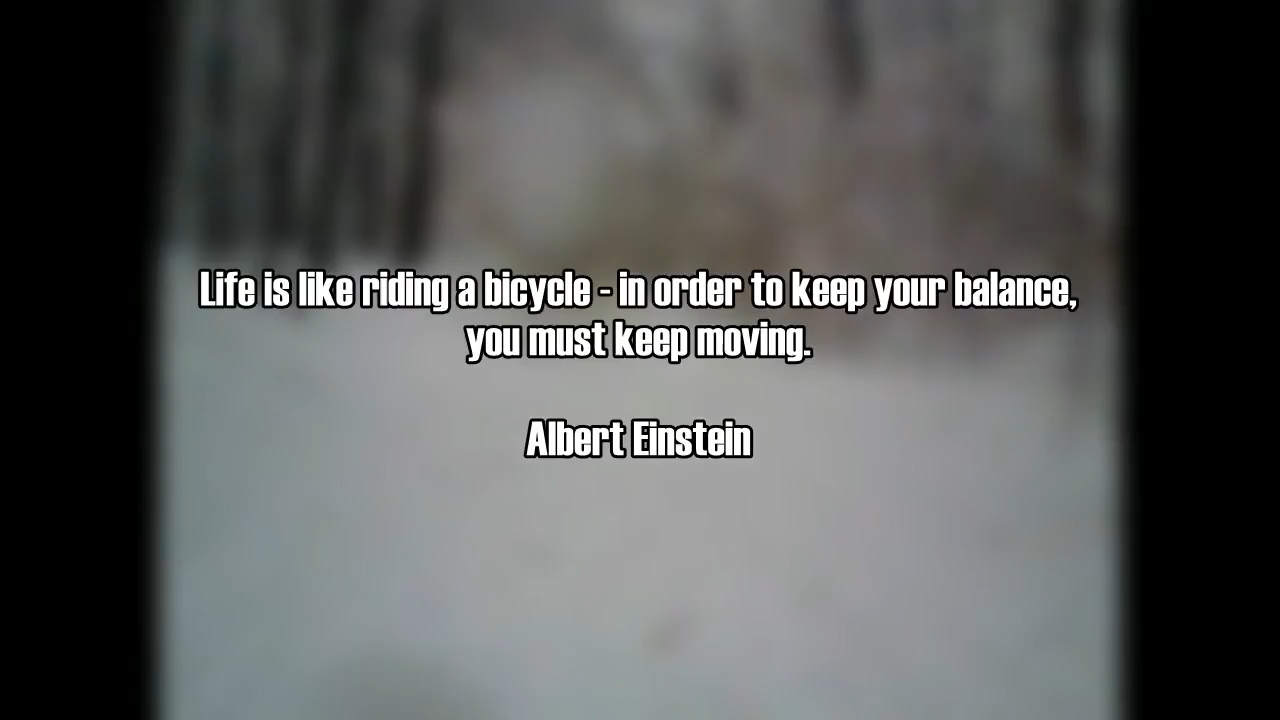 Life is like riding a bicycle - in order to keep your balance,
you must keep moving.
Albert Einstein